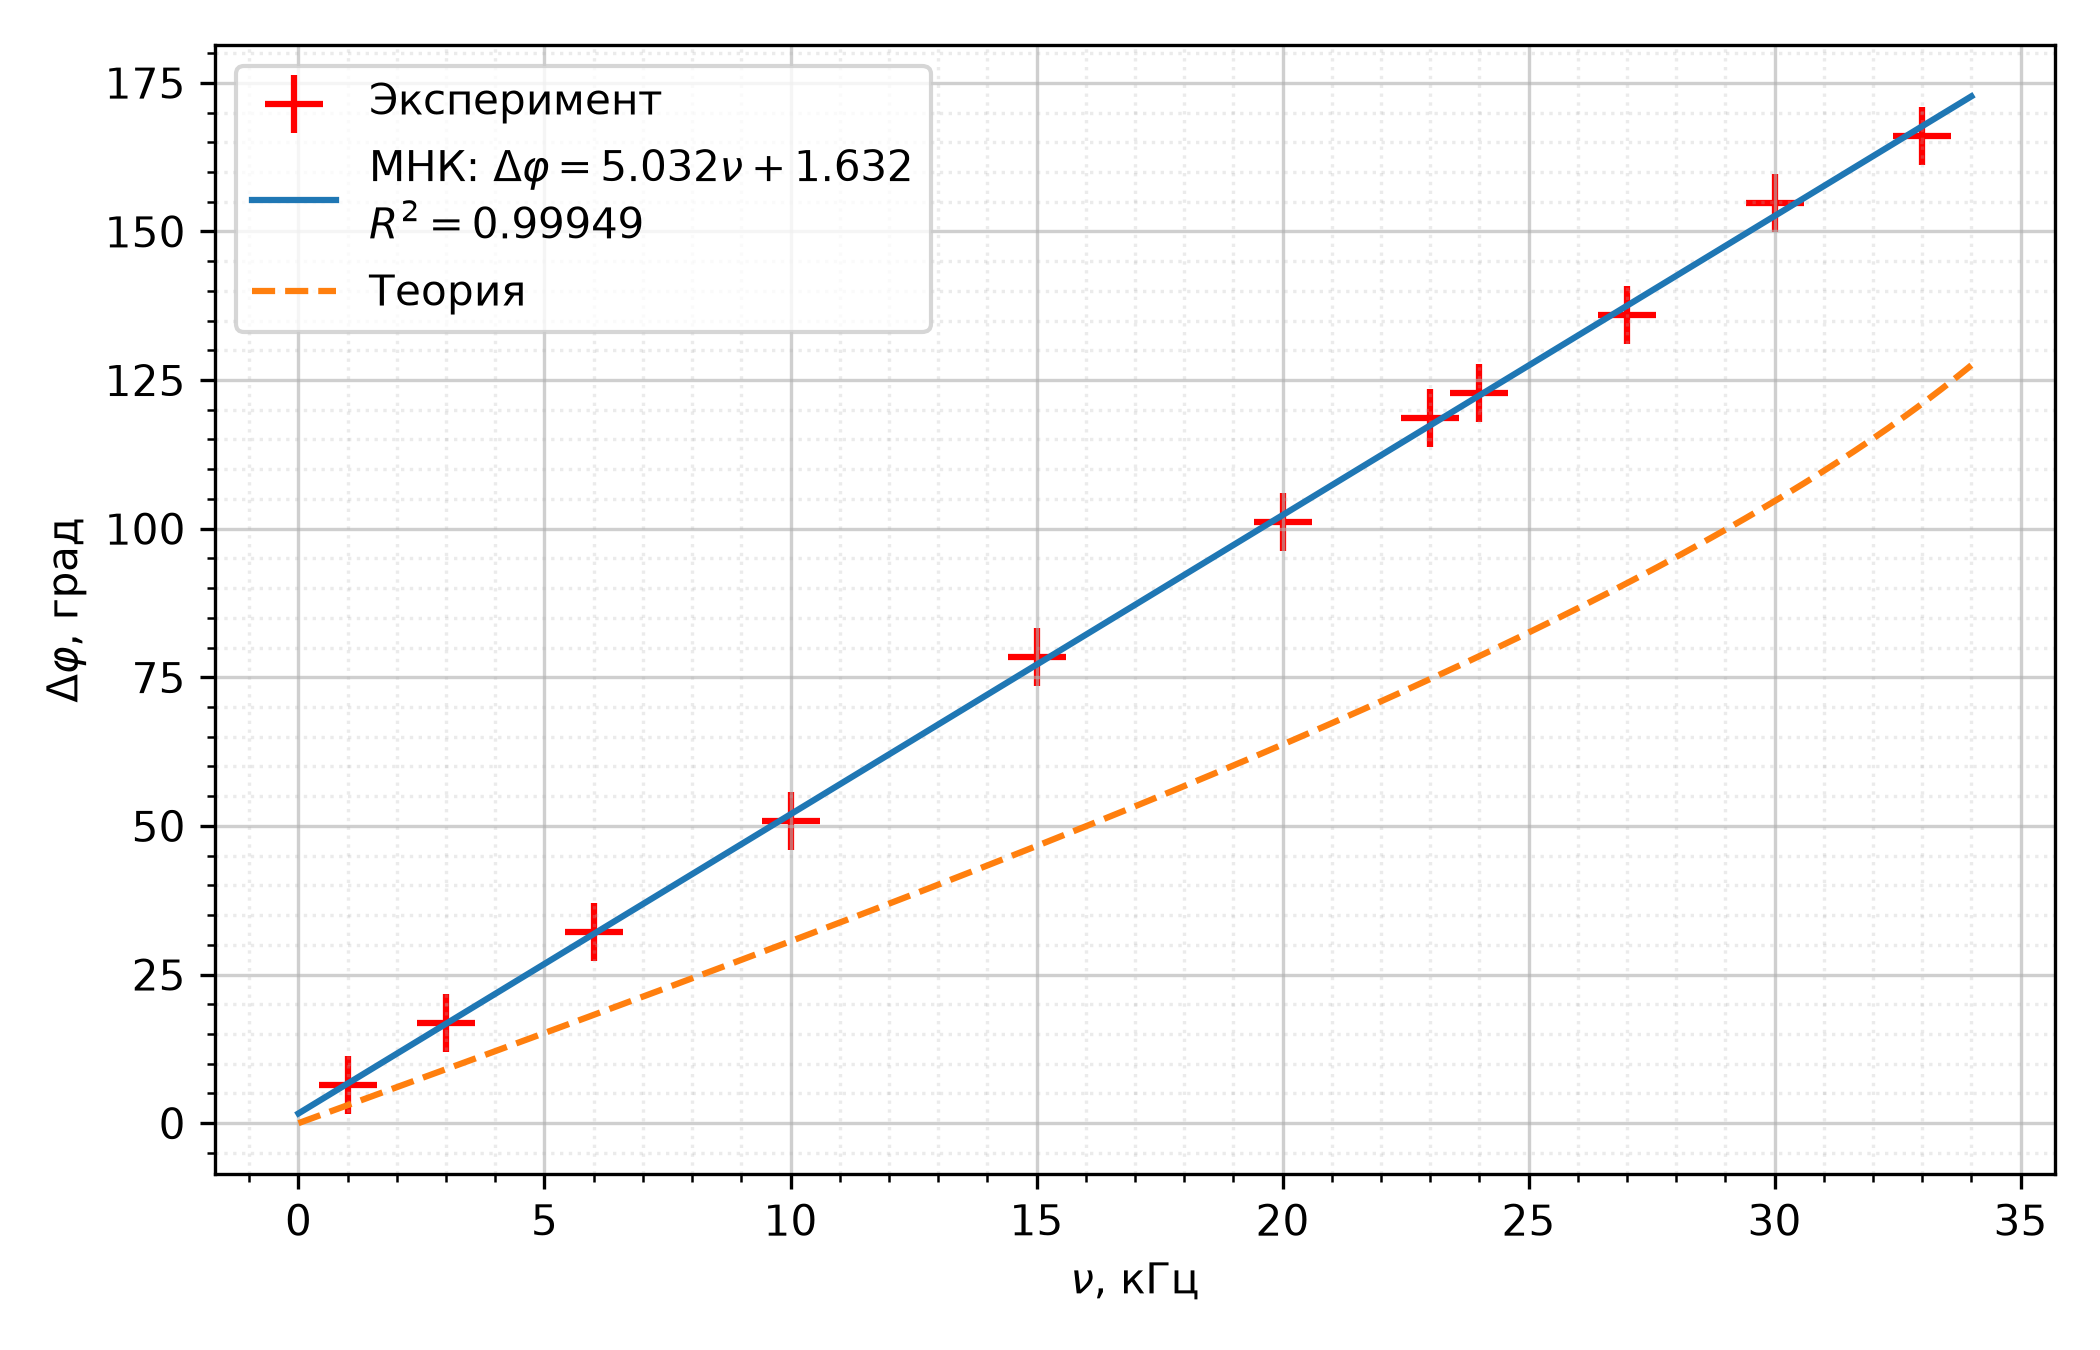 Эксперимент
МНК: Δφ = 5.032ν + 1.632
R² = 0.99949
Теория
175
150
125
100
75
50
25
0
Δφ, град
0 5 10 15 20 25 30 35
ν, кГц